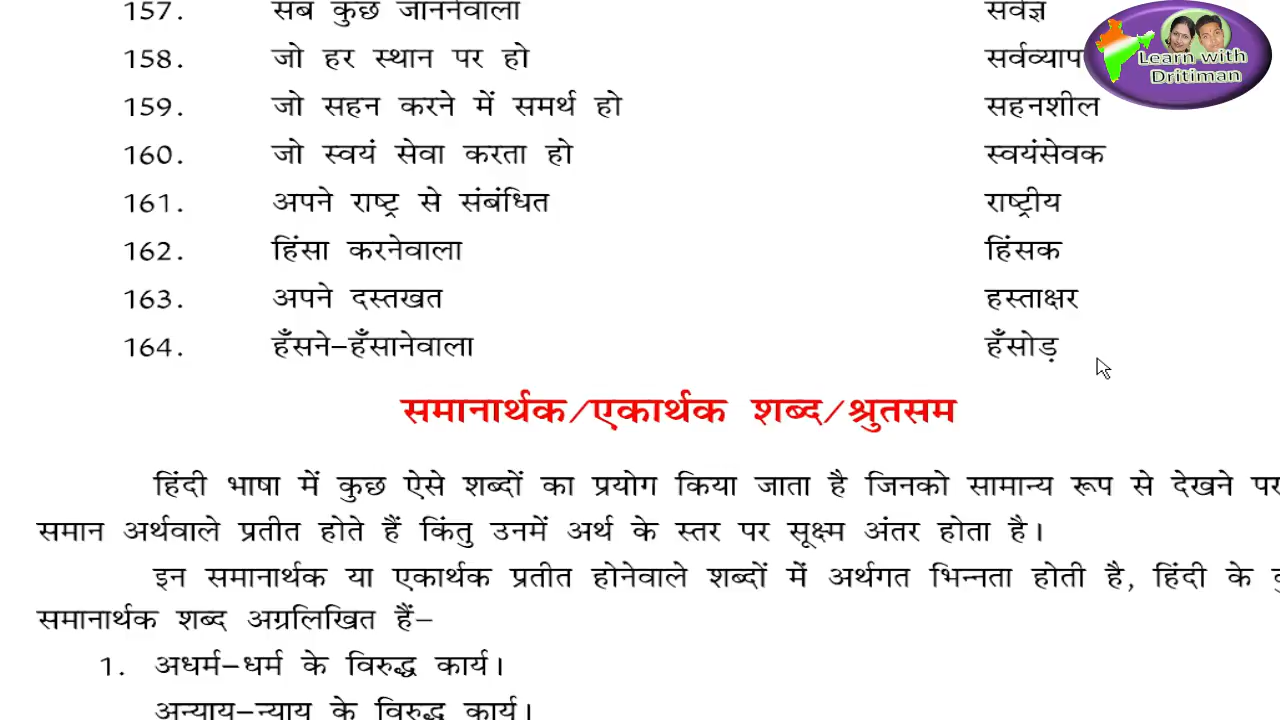 157. सब कुछ जाननेवाला सर्वज्ञ
158. जो हर स्थान पर हो
159. जो सहन करने में समर्थ हो सहनशील
160. जो स्वयं सेवा करता हो स्वयंसेवक
161. अपने राष्ट्र से संबंधित राष्ट्रीय
162. हिंसा करनेवाला हिंसक
163. अपने दस्तखत हस्ताक्षर
164. हँसने-हँसानेवाला हँसोड़
Learn with
Dritiman
समानार्थक/एकार्थक शब्द/श्रुतसम
हिंदी भाषा में कुछ ऐसे शब्दों का प्रयोग किया जाता है जिनको सामान्य रूप से देखने पर
समान अर्थवाले प्रतीत होते हैं किंतु उनमें अर्थ के स्तर पर सूक्ष्म अंतर होता है।
इन समानार्थक या एकार्थक प्रतीत होनेवाले शब्दों में अर्थगत भिन्नता होती है, हिंदी के
समानार्थक शब्द अग्रलिखित हैं–
1. अधर्म–धर्म के विरुद्ध कार्य।
अन्याय–न्याय के विरुद्ध कार्य।